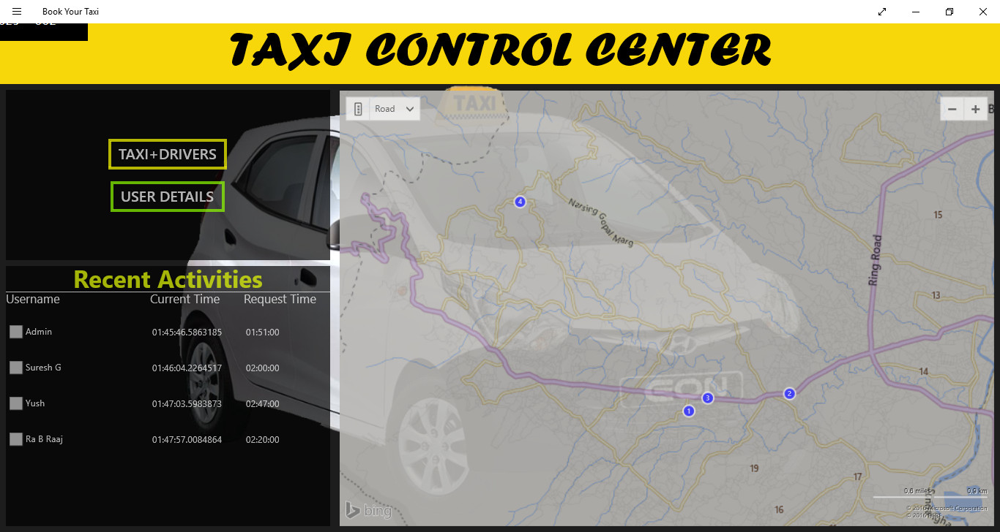 Book Your Taxi
TAXI CONTROL CENTER
TAXI+DRIVERS
USER DETAILS
Recent Activities
Username Current Time Request Time
Admin 01:45:46.5863185 01:51:00
Suresh G 01:46:04.2264517 02:00:00
Yush 01:47:03.5983873 02:47:00
Ra B Raaj 01:47:57.0084864 02:20:00
TAXI
Road
B
4
Narsing Gopal Marg
15
Ring Road
13
14
EON
3
2
1
19
17
16
0.6 miles 0.9 km
bing
© 2016 Microsoft Corporation
© 2016 HERE